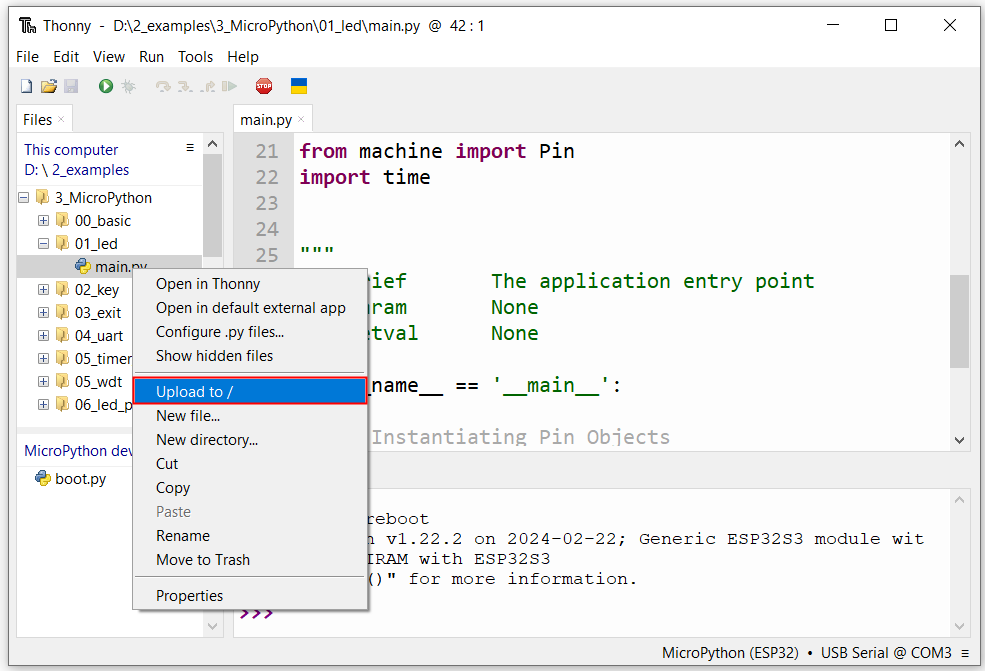 Thonny - D:\2_examples\3_MicroPython\01_led\main.py @ 42 : 1
File Edit View Run Tools Help
STOP
Files ×
main.py ×
This computer
D: \ 2_examples
3_MicroPython
00_basic
01_led
main.py
02_key
03_exit
04_uart
05_timer
05_wdt
06_led_p
MicroPython dev
boot.py
21 from machine import Pin
22 import time
23
24
25 """
rief The application entry point
ram None
tval None
name__ == '__main__':
Instantiating Pin Objects
Open in Thonny
Open in default external app
Configure .py files...
Show hidden files
Upload to /
New file...
New directory...
Cut
Copy
Paste
Rename
Move to Trash
Properties
reboot
v1.22.2 on 2024-02-22; Generic ESP32S3 module wit
IRAM with ESP32S3
()" for more information.
>>>
MicroPython (ESP32) • USB Serial @ COM3 ≡